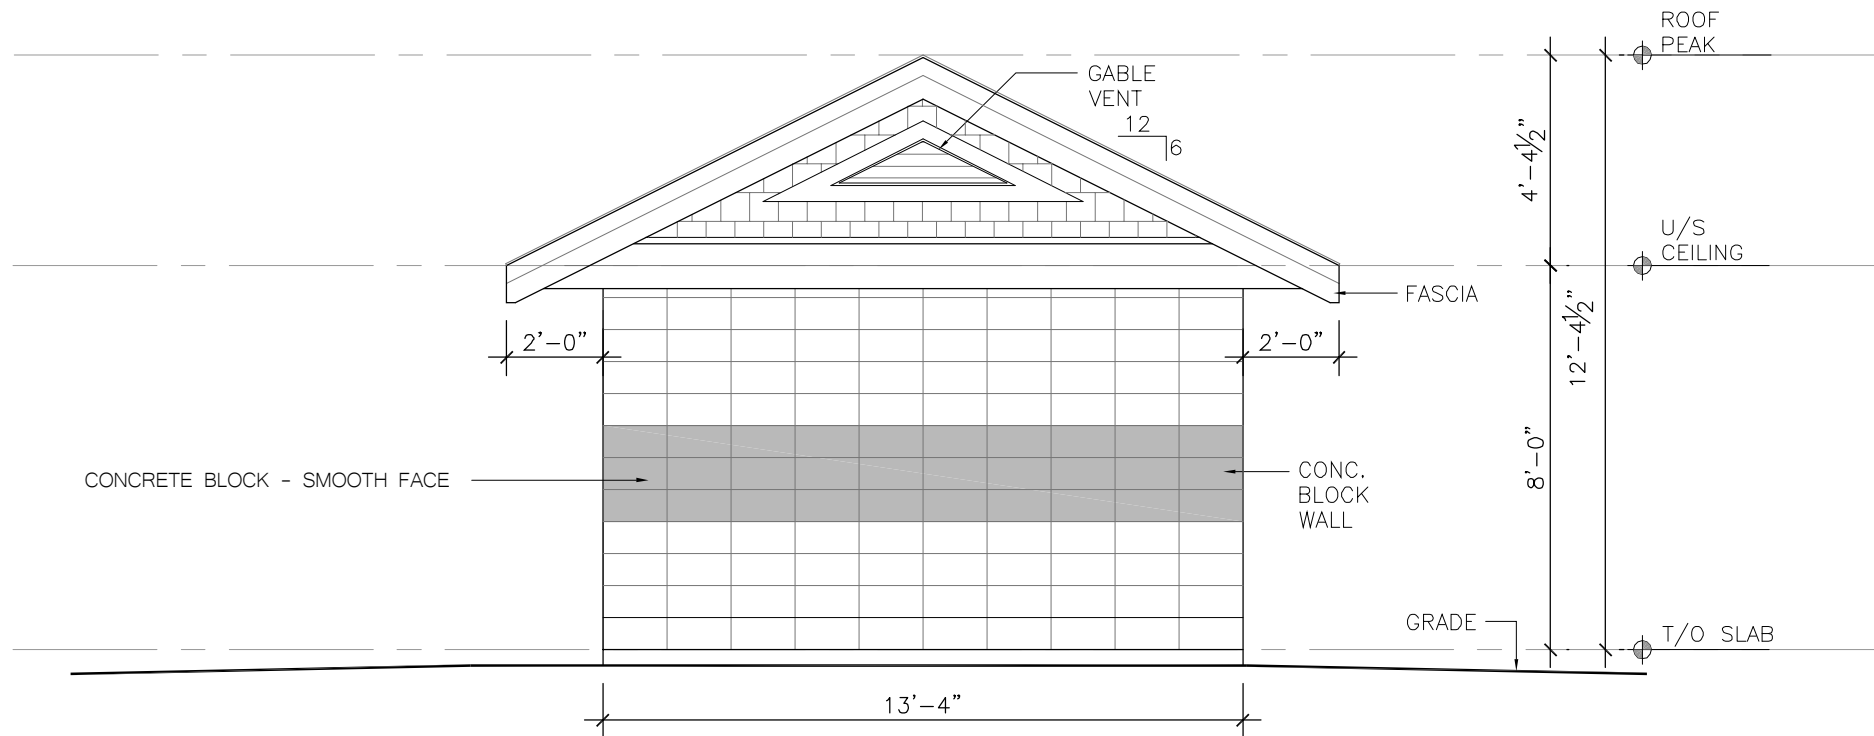 ROOF
PEAK
GABLE
VENT
12
6
4'-4½"
U/S
CEILING
FASCIA
12'-4½"
2'-0"
2'-0"
8'-0"
CONCRETE BLOCK - SMOOTH FACE
CONC.
BLOCK
WALL
GRADE
T/O SLAB
13'-4"